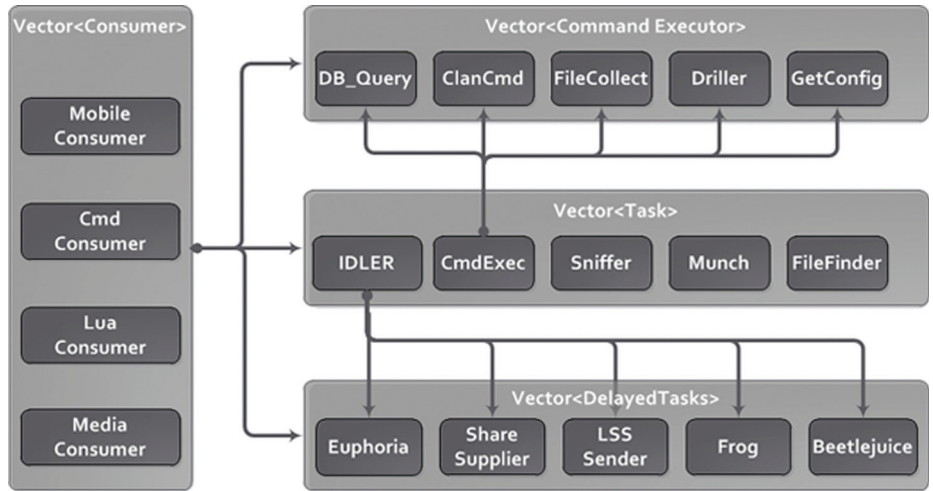 Vector<Consumer>
Mobile
Consumer
Cmd
Consumer
Lua
Consumer
Media
Consumer
Vector<Command Executor>
DB_Query
ClanCmd
FileCollect
Driller
GetConfig
Vector<Task>
IDLER
CmdExec
Sniffer
Munch
FileFinder
Vector<DelayedTasks>
Euphoria
Share
Supplier
LSS
Sender
Frog
Beetlejuice